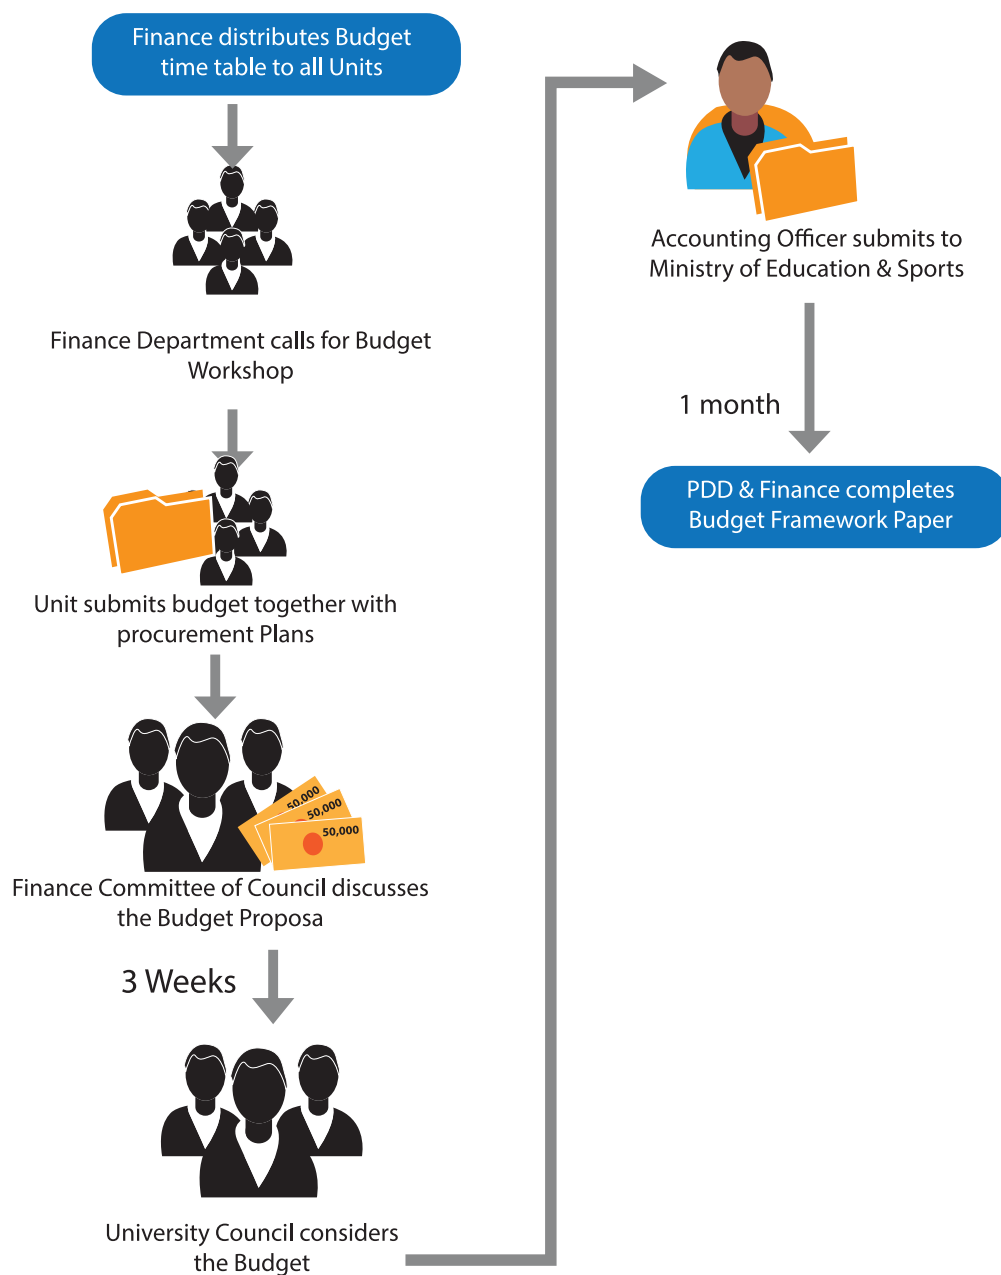 Finance distributes Budget
time table to all Units
Finance Department calls for Budget
Workshop
Unit submits budget together with
procurement Plans
50,000
50,000
50,000
Finance Committee of Council discusses
the Budget Proposa
3 Weeks
University Council considers
the Budget
Accounting Officer submits to
Ministry of Education & Sports
1 month
PDD & Finance completes
Budget Framework Paper